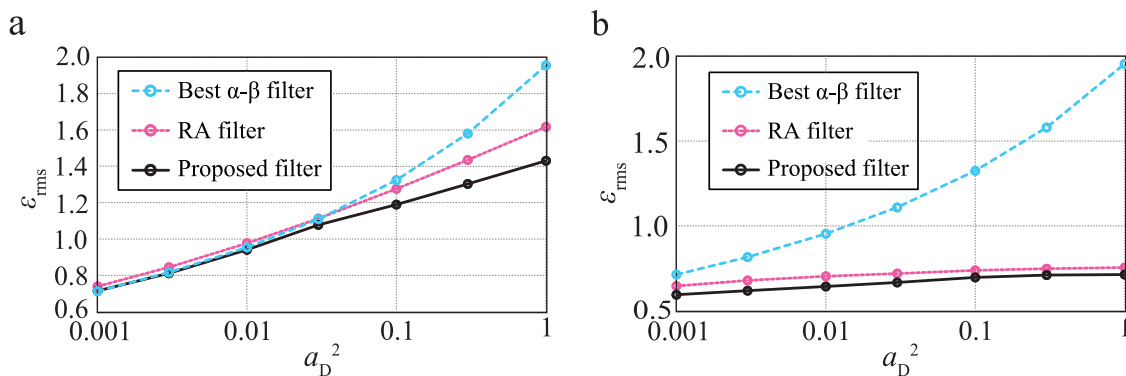 a
2.0
1.8
1.6
1.4
1.2
1.0
0.8
0.6
ε_rms
Best α-β filter
RA filter
Proposed filter
0.001
0.01
0.1
1
a_D^2
b
2.0
1.5
1.0
0.5
ε_rms
Best α-β filter
RA filter
Proposed filter
0.001
0.01
0.1
1
a_D^2